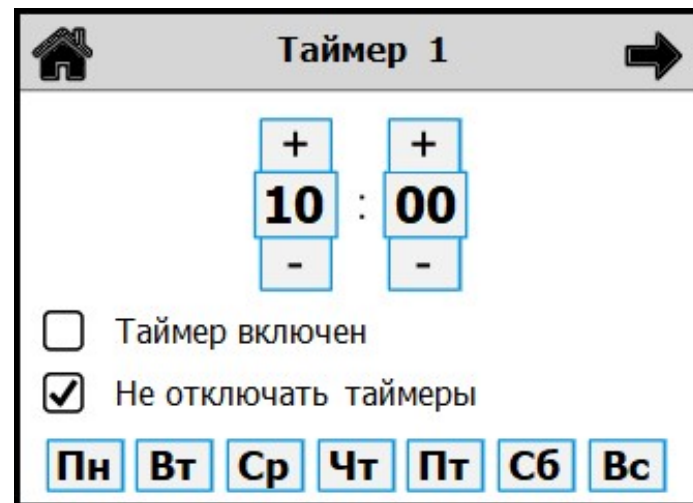 Таймер 1
+ +
10 : 00
- -
Таймер включен
Не отключать таймеры
Пн Вт Ср Чт Пт Сб Вс